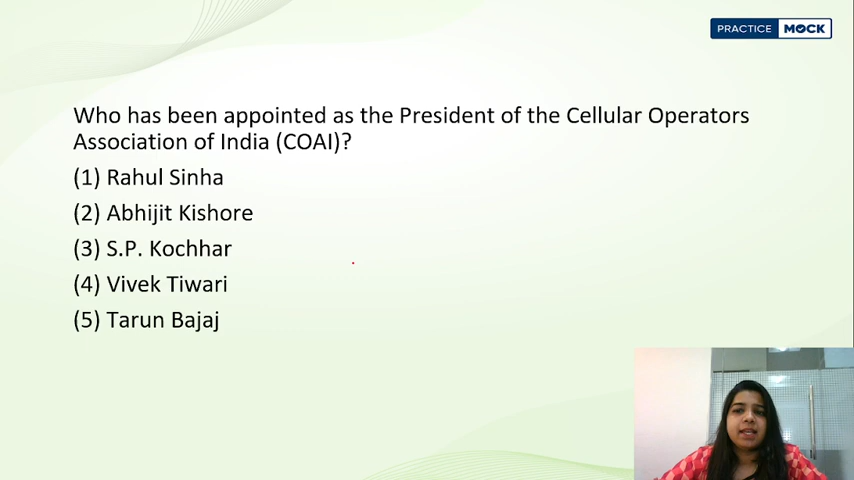 PRACTICE MOCK
Who has been appointed as the President of the Cellular Operators
Association of India (COAI)?
(1) Rahul Sinha
(2) Abhijit Kishore
(3) S.P. Kochhar
(4) Vivek Tiwari
(5) Tarun Bajaj